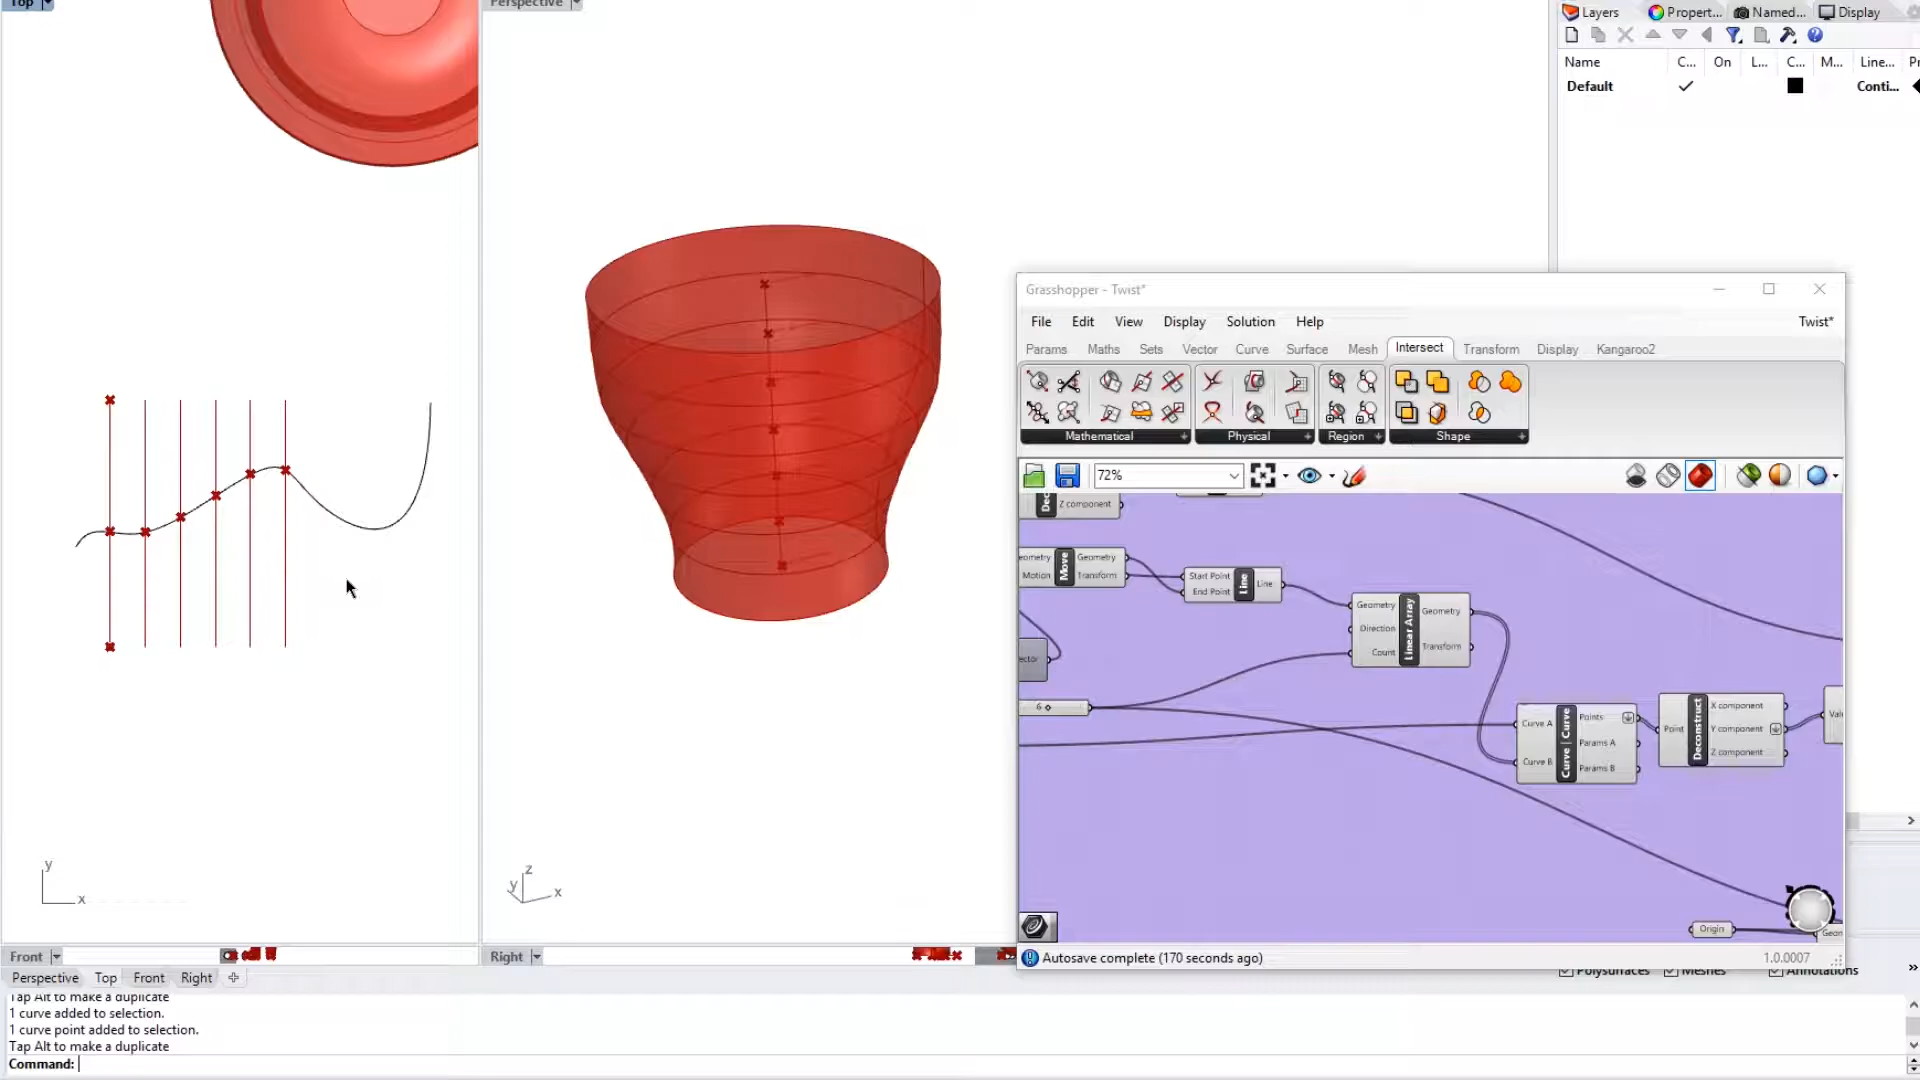 Top
Perspective
Layers Propert... Named... Display
Name C... On L... C... M... Line...
Default Conti...
Grasshopper - Twist*
File Edit View Display Solution Help Twist*
Params Maths Sets Vector Curve Surface Mesh Intersect Transform Display Kangaroo2
Mathematical Physical Region Shape
72%
Z component
Move Geometry
Motion Transform
Start Point Line Line
End Point
Geometry Linear Array Geometry
Direction
Count Transform
6
Curve A Curve | Curve Points
Params A
Curve B Params B
Point Deconstruct X component
Y component
Z component
Origin
y
x
z
y x
Autosave complete (170 seconds ago) 1.0.0007
Front
Right
Perspective Top Front Right
Polysurfaces Meshes Annotations
Tap Alt to make a duplicate
1 curve added to selection.
1 curve point added to selection.
Tap Alt to make a duplicate
Command: